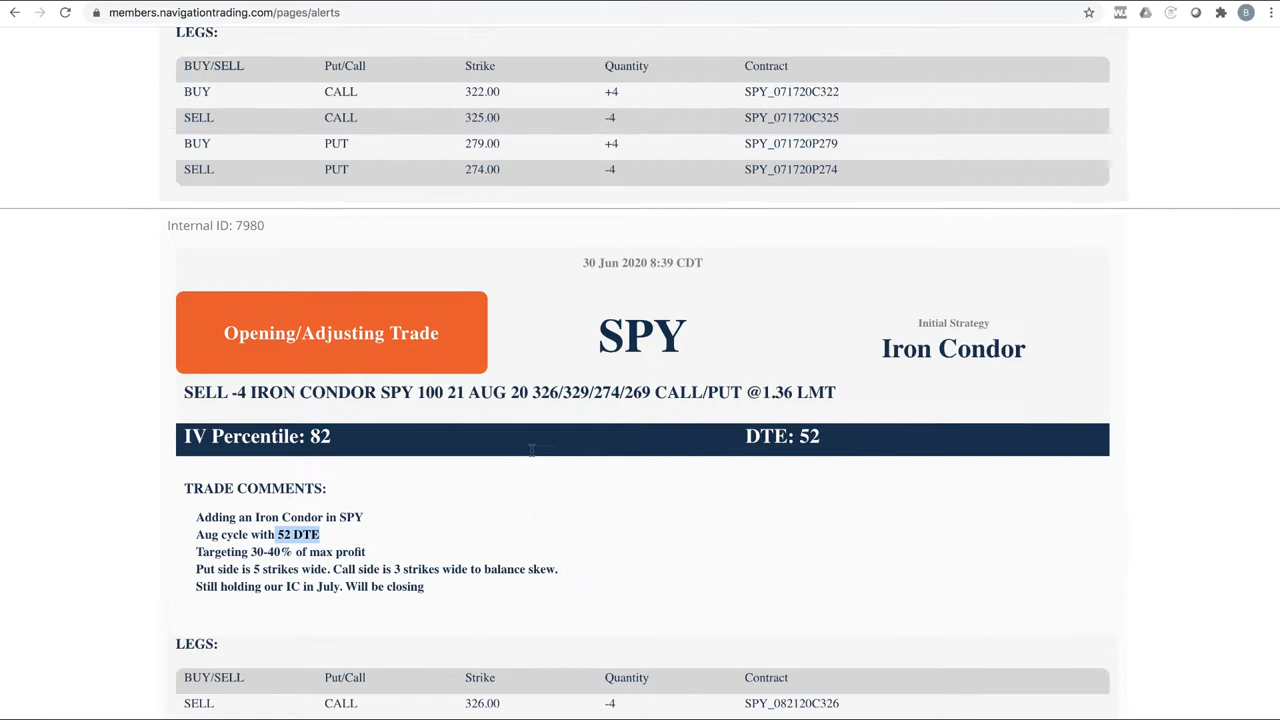 members.navigationtrading.com/pages/alerts
LEGS:
BUY/SELL Put/Call Strike Quantity Contract
BUY CALL 322.00 +4 SPY_071720C322
SELL CALL 325.00 -4 SPY_071720C325
BUY PUT 279.00 +4 SPY_071720P279
SELL PUT 274.00 -4 SPY_071720P274
Internal ID: 7980
30 Jun 2020 8:39 CDT
Opening/Adjusting Trade
SPY
Initial Strategy
Iron Condor
SELL -4 IRON CONDOR SPY 100 21 AUG 20 326/329/274/269 CALL/PUT @1.36 LMT
IV Percentile: 82 DTE: 52
TRADE COMMENTS:
Adding an Iron Condor in SPY
Aug cycle with 52 DTE
Targeting 30-40% of max profit
Put side is 5 strikes wide. Call side is 3 strikes wide to balance skew.
Still holding our IC in July. Will be closing
LEGS:
BUY/SELL Put/Call Strike Quantity Contract
SELL CALL 326.00 -4 SPY_082120C326